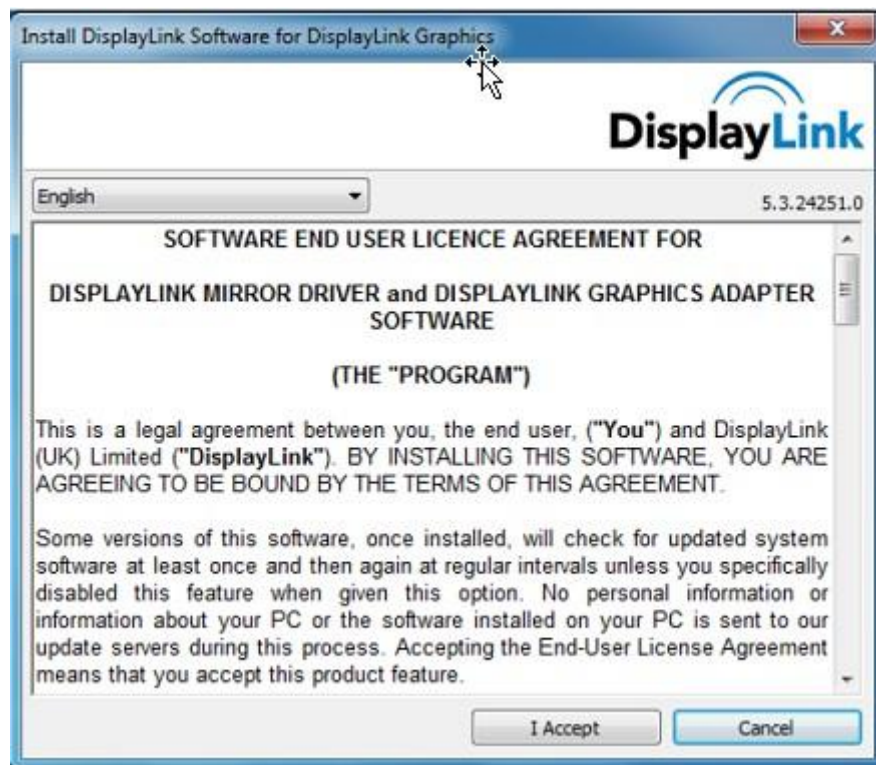 Install DisplayLink Software for DisplayLink Graphics
DisplayLink
English
5.3.24251.0
SOFTWARE END USER LICENCE AGREEMENT FOR
DISPLAYLINK MIRROR DRIVER and DISPLAYLINK GRAPHICS ADAPTER
SOFTWARE
(THE "PROGRAM")
This is a legal agreement between you, the end user, ("You") and DisplayLink
(UK) Limited ("DisplayLink"). BY INSTALLING THIS SOFTWARE, YOU ARE
AGREEING TO BE BOUND BY THE TERMS OF THIS AGREEMENT.
Some versions of this software, once installed, will check for updated system
software at least once and then again at regular intervals unless you specifically
disabled this feature when given this option. No personal information or
information about your PC or the software installed on your PC is sent to our
update servers during this process. Accepting the End-User License Agreement
means that you accept this product feature.
I Accept
Cancel